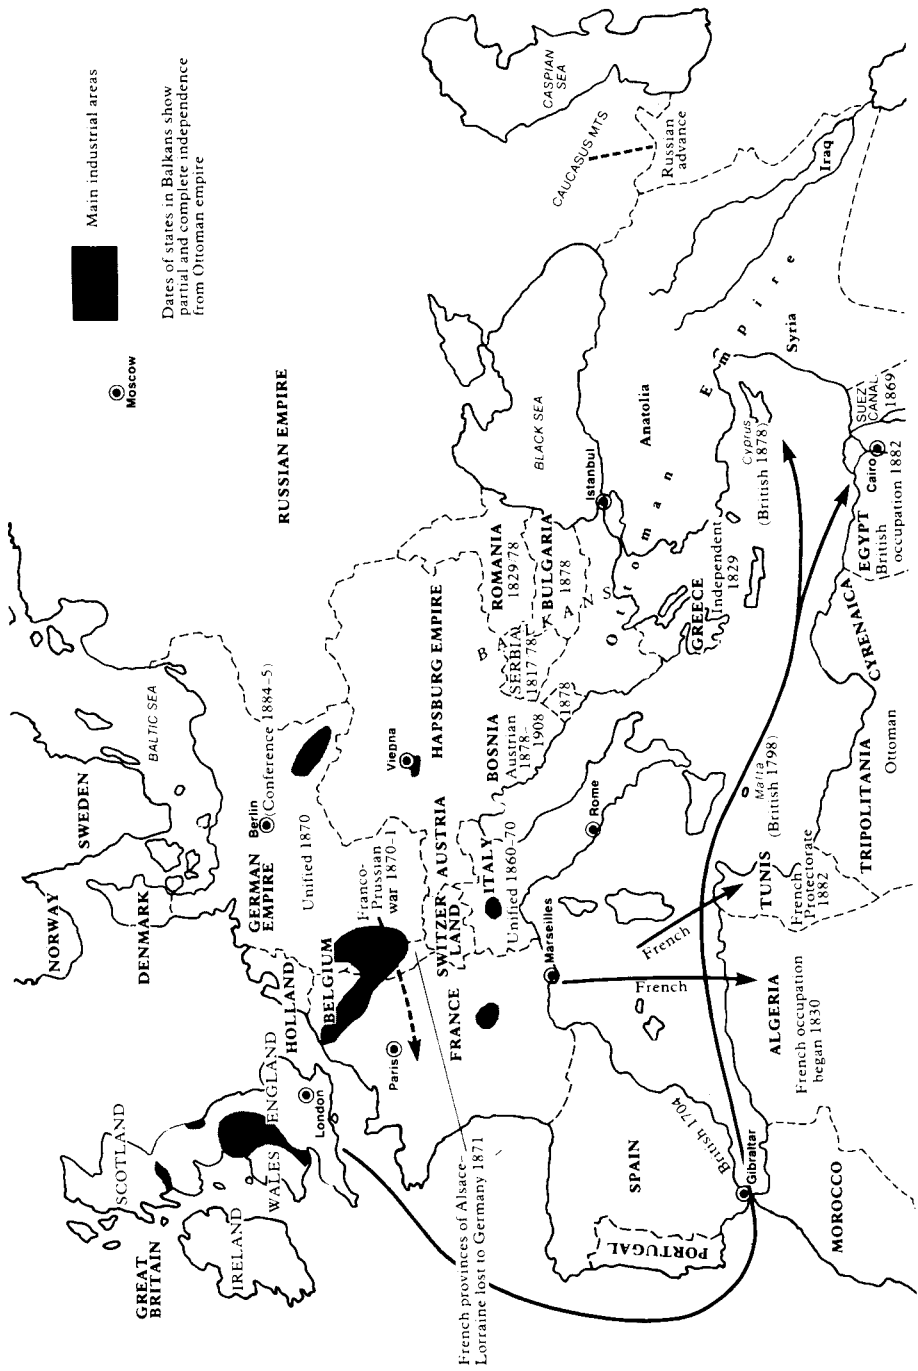 Main industrial areas
Dates of states in Balkans show
partial and complete independence
from Ottoman empire
NORWAY
SWEDEN
DENMARK
BALTIC SEA
Moscow
RUSSIAN EMPIRE
GREAT
BRITAIN
SCOTLAND
IRELAND
WALES
ENGLAND
London
HOLLAND
BELGIUM
GERMAN
EMPIRE
Berlin
(Conference 1884–5)
Unified 1870
Franco-
Prussian
war 1870–1
Paris
FRANCE
French provinces of Alsace-
Lorraine lost to Germany 1871
SWITZER
LAND
AUSTRIA
Vienna
HAPSBURG EMPIRE
ITALY
Unified 1860–70
Rome
Marseilles
BOSNIA
Austrian
1878–
1908
1878
SERBIA
1817/78
ROMANIA
1829/78
BULGARIA
1878
B A L K A N S
GREECE
Independent
1829
BLACK SEA
Istanbul
Anatolia
Ottoman Empire
CAUCASUS MTS
CASPIAN
SEA
Russian
advance
Iraq
Syria
Cyprus
(British 1878)
SUEZ
CANAL
1869
Cairo
EGYPT
British
occupation 1882
CYRENAICA
TRIPOLITANIA
Ottoman
Malta
(British 1798)
TUNIS
French
Protectorate
1882
French
French
ALGERIA
French occupation
began 1830
SPAIN
PORTUGAL
British 1704
Gibraltar
MOROCCO